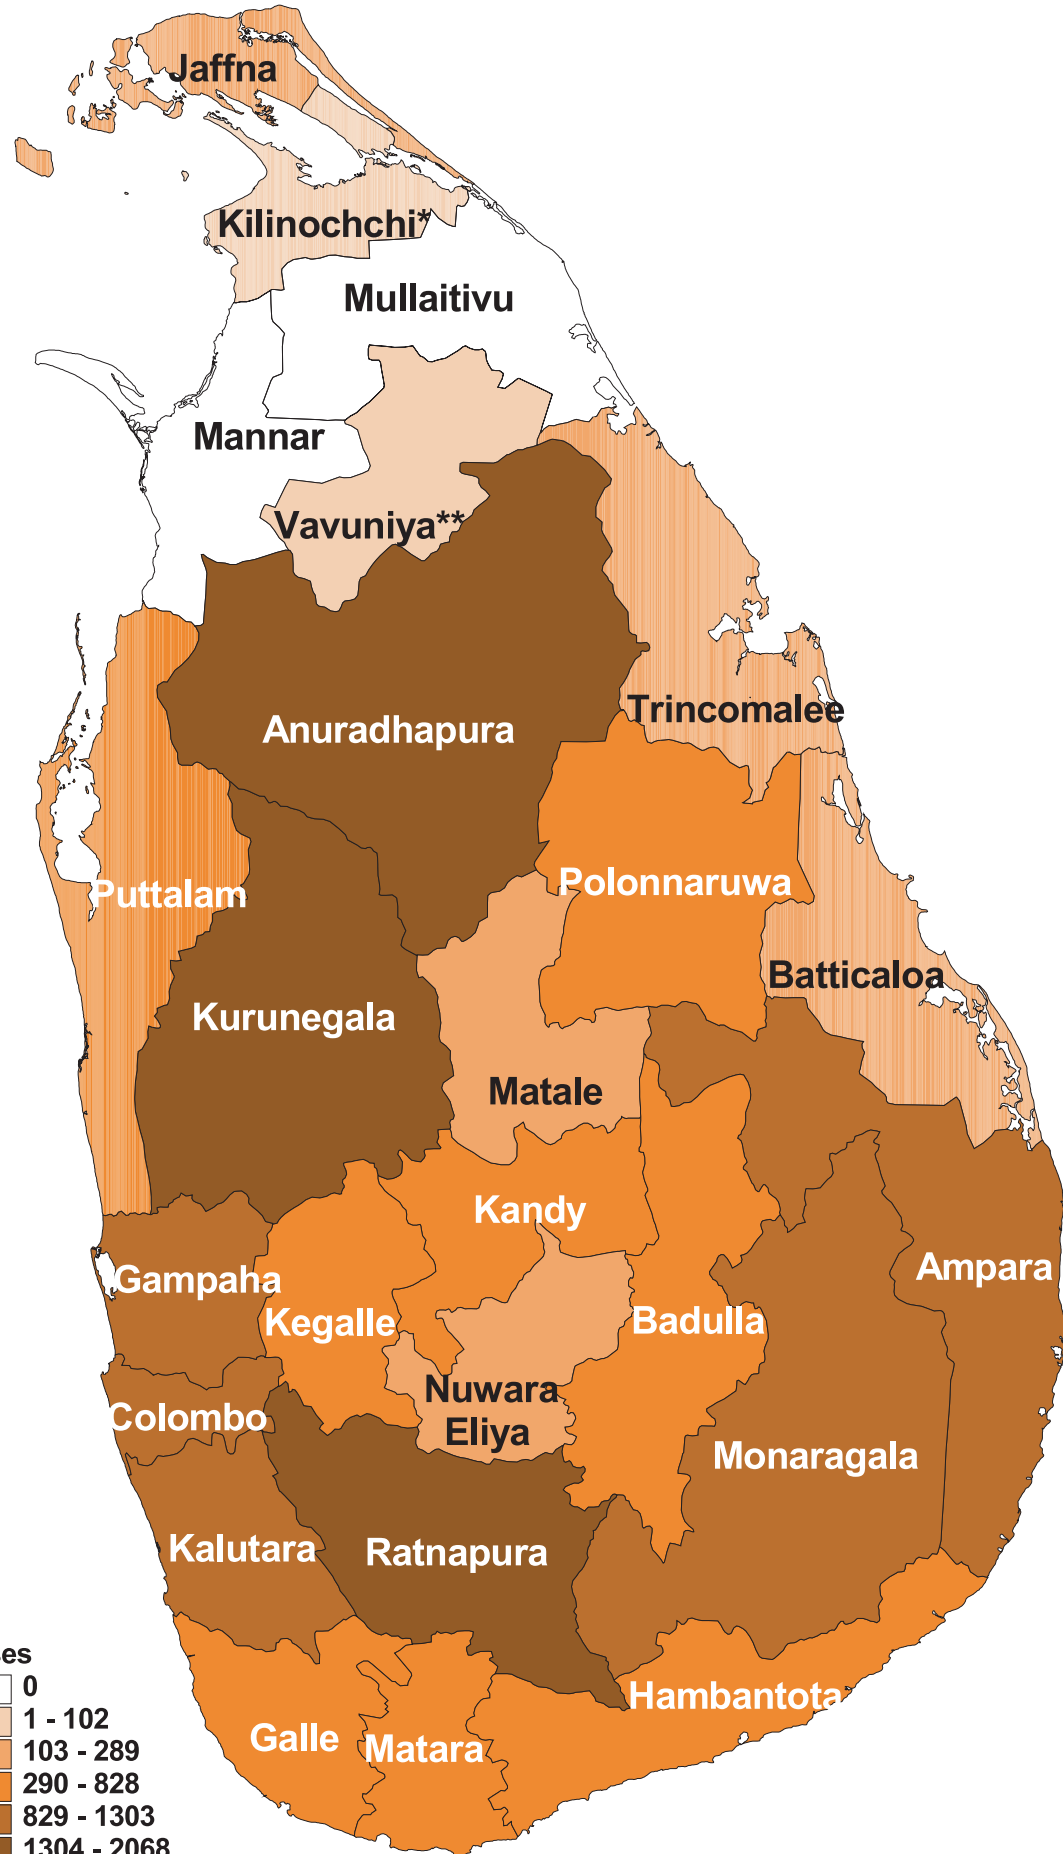 Jaffna
Kilinochchi*
Mullaitivu
Mannar
Vavuniya**
Trincomalee
Anuradhapura
Polonnaruwa
Puttalam
Batticaloa
Kurunegala
Matale
Kandy
Ampara
Gampaha
Kegalle
Badulla
Nuwara
Eliya
Colombo
Monaragala
Kalutara
Ratnapura
Hambantota
Galle
Matara
es
0
1 - 102
103 - 289
290 - 828
829 - 1303
1304 - 2068